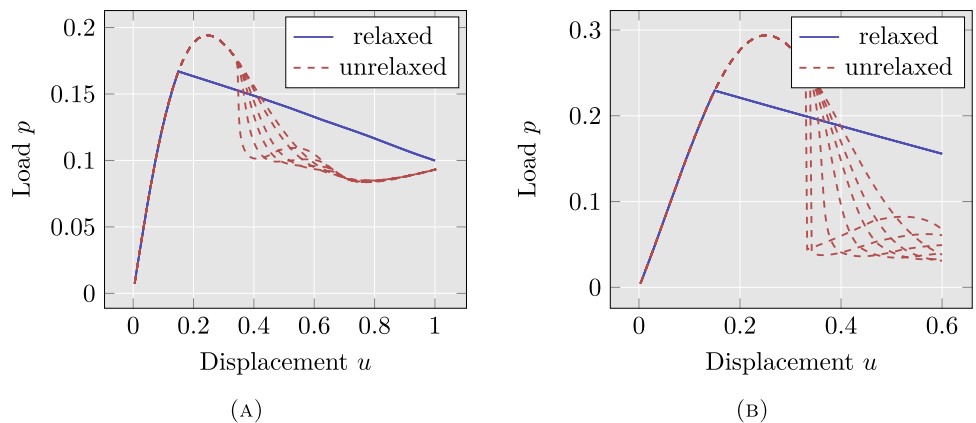 relaxed
unrelaxed
0.2
0.15
0.1
0.05
0
Load p
0 0.2 0.4 0.6 0.8 1
Displacement u
(A)
relaxed
unrelaxed
0.3
0.2
0.1
0
Load p
0 0.2 0.4 0.6
Displacement u
(B)